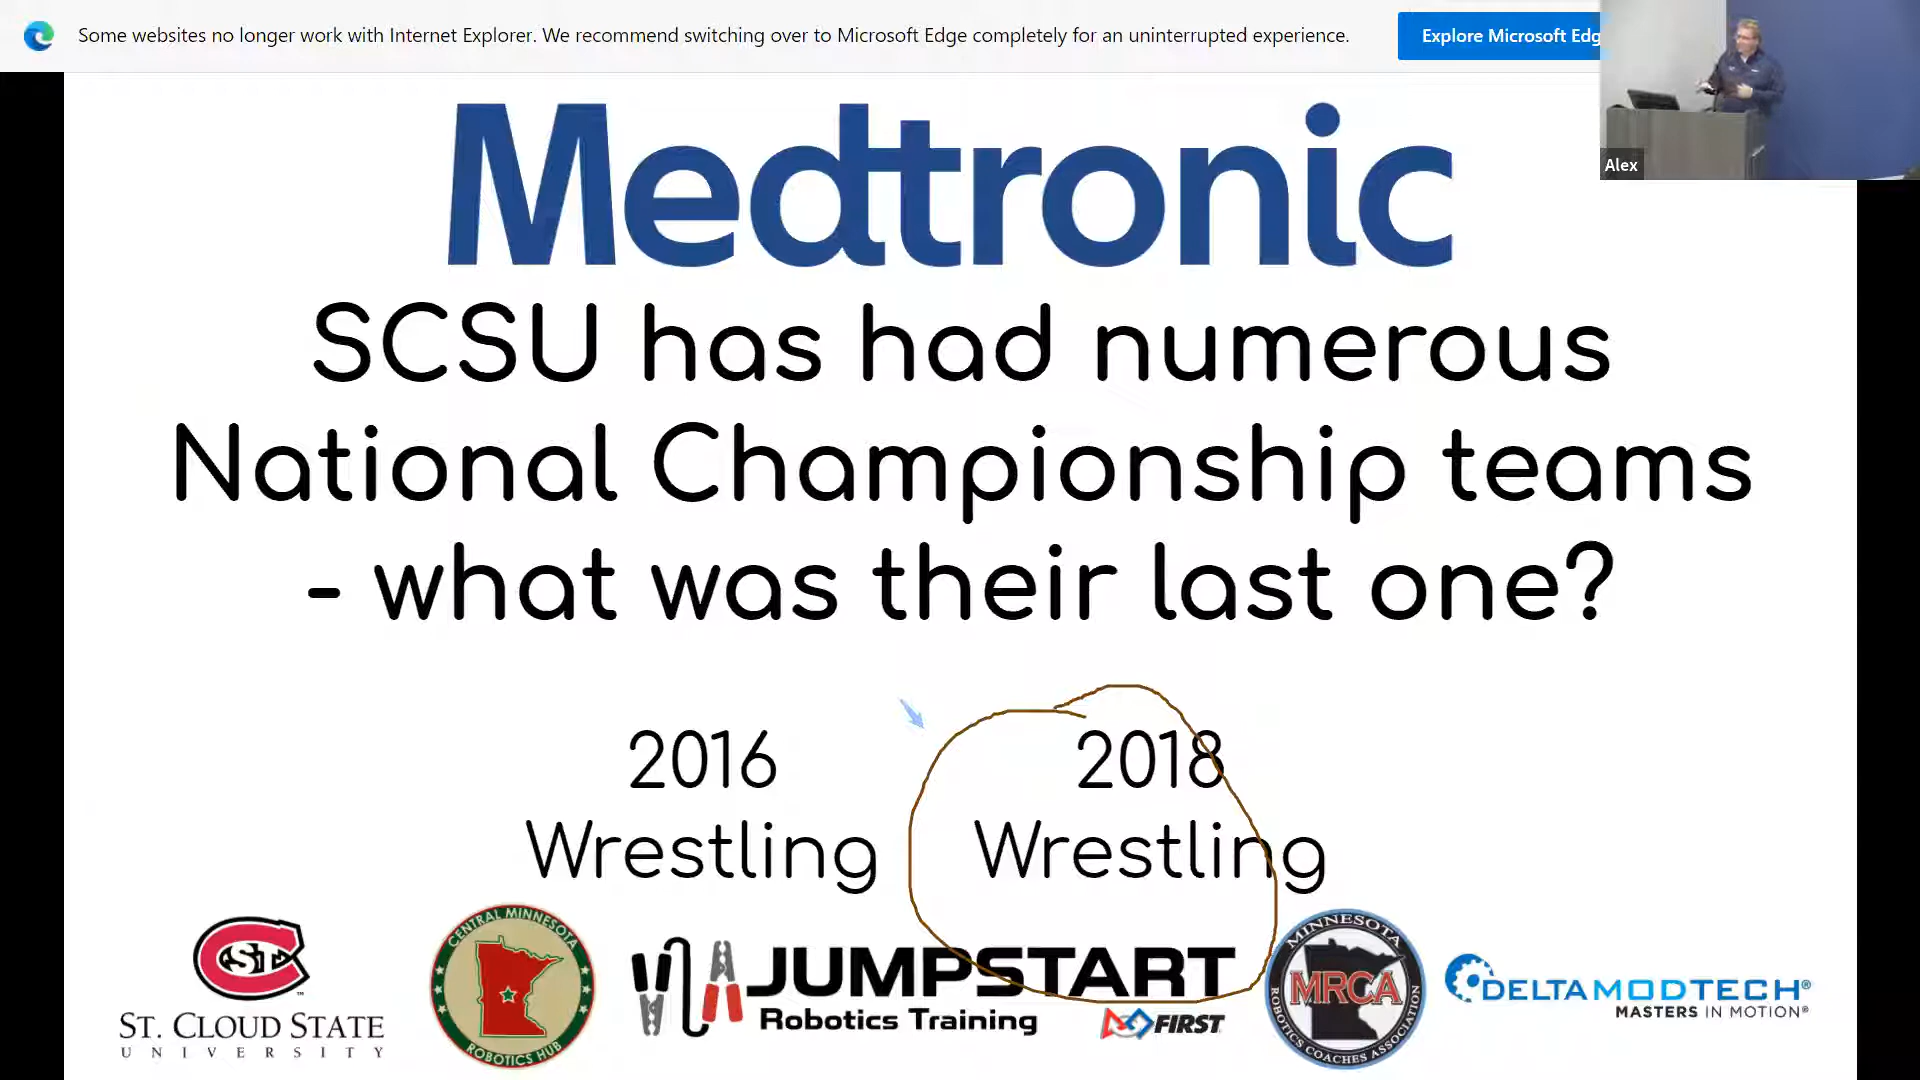 Some websites no longer work with Internet Explorer. We recommend switching over to Microsoft Edge completely for an uninterrupted experience.
Explore Microsoft Edg
Alex
Medtronic
SCSU has had numerous
National Championship teams
- what was their last one?
2016
Wrestling
2018
Wrestling
ST. CLOUD STATE
UNIVERSITY
CENTRAL MINNESOTA
ROBOTICS HUB
JUMPSTART
Robotics Training
FIRST
MINNESOTA
MRCA
ROBOTICS COACHES ASSOCIATION
DELTAMODTECH®
MASTERS IN MOTION®